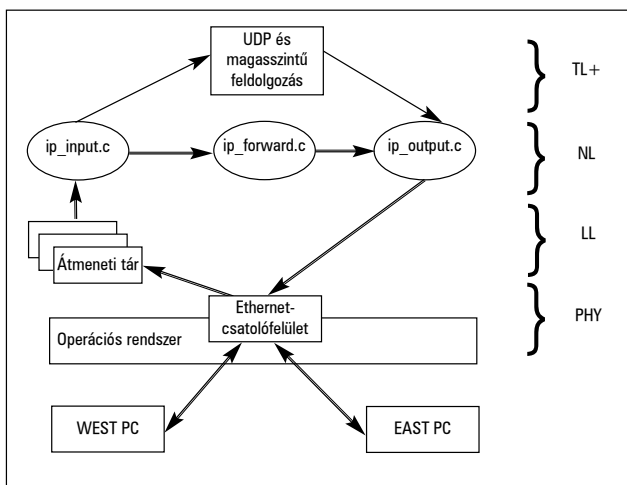 UDP és
magasszintű
feldolgozás
TL+
ip_input.c
ip_forward.c
ip_output.c
NL
Átmeneti tár
LL
Ethernet-
csatolófelület
PHY
Operációs rendszer
WEST PC
EAST PC